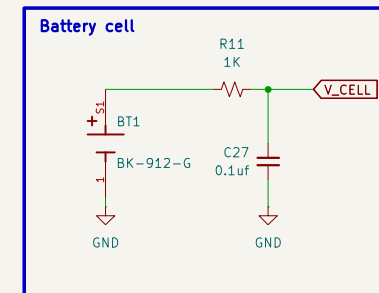 Battery cell
R11
1K
V_CELL
S1
+
BT1
BK-912-G
1
C27
0.1uf
GND
GND